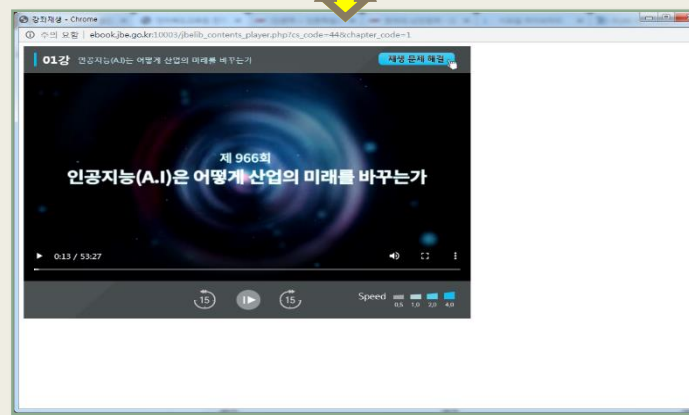 강좌재생 - Chrome
주의 요함 | ebook.jbe.go.kr:10003/jbelib_contents_player.php?cs_code=44&chapter_code=1
01강 인공지능(A.I)는 어떻게 산업의 미래를 바꾸는가
재생 문제 해결
제 966회
인공지능(A.I)은 어떻게 산업의 미래를 바꾸는가
0:13 / 53:27
15 15 Speed
0.5 1.0 2.0 4.0